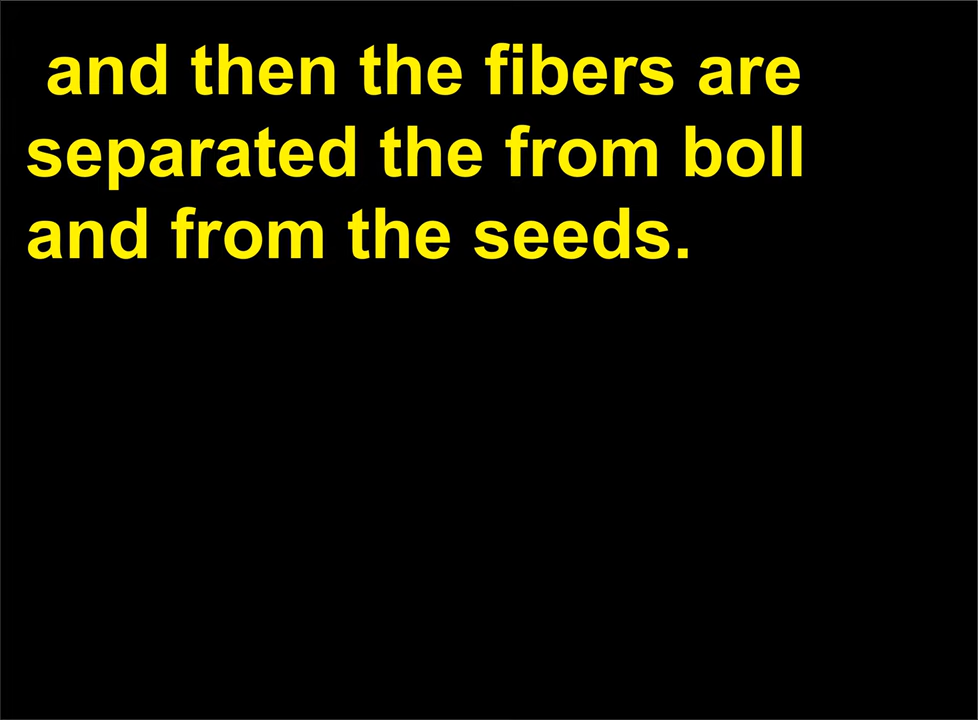 and then the fibers are
separated the from boll
and from the seeds.